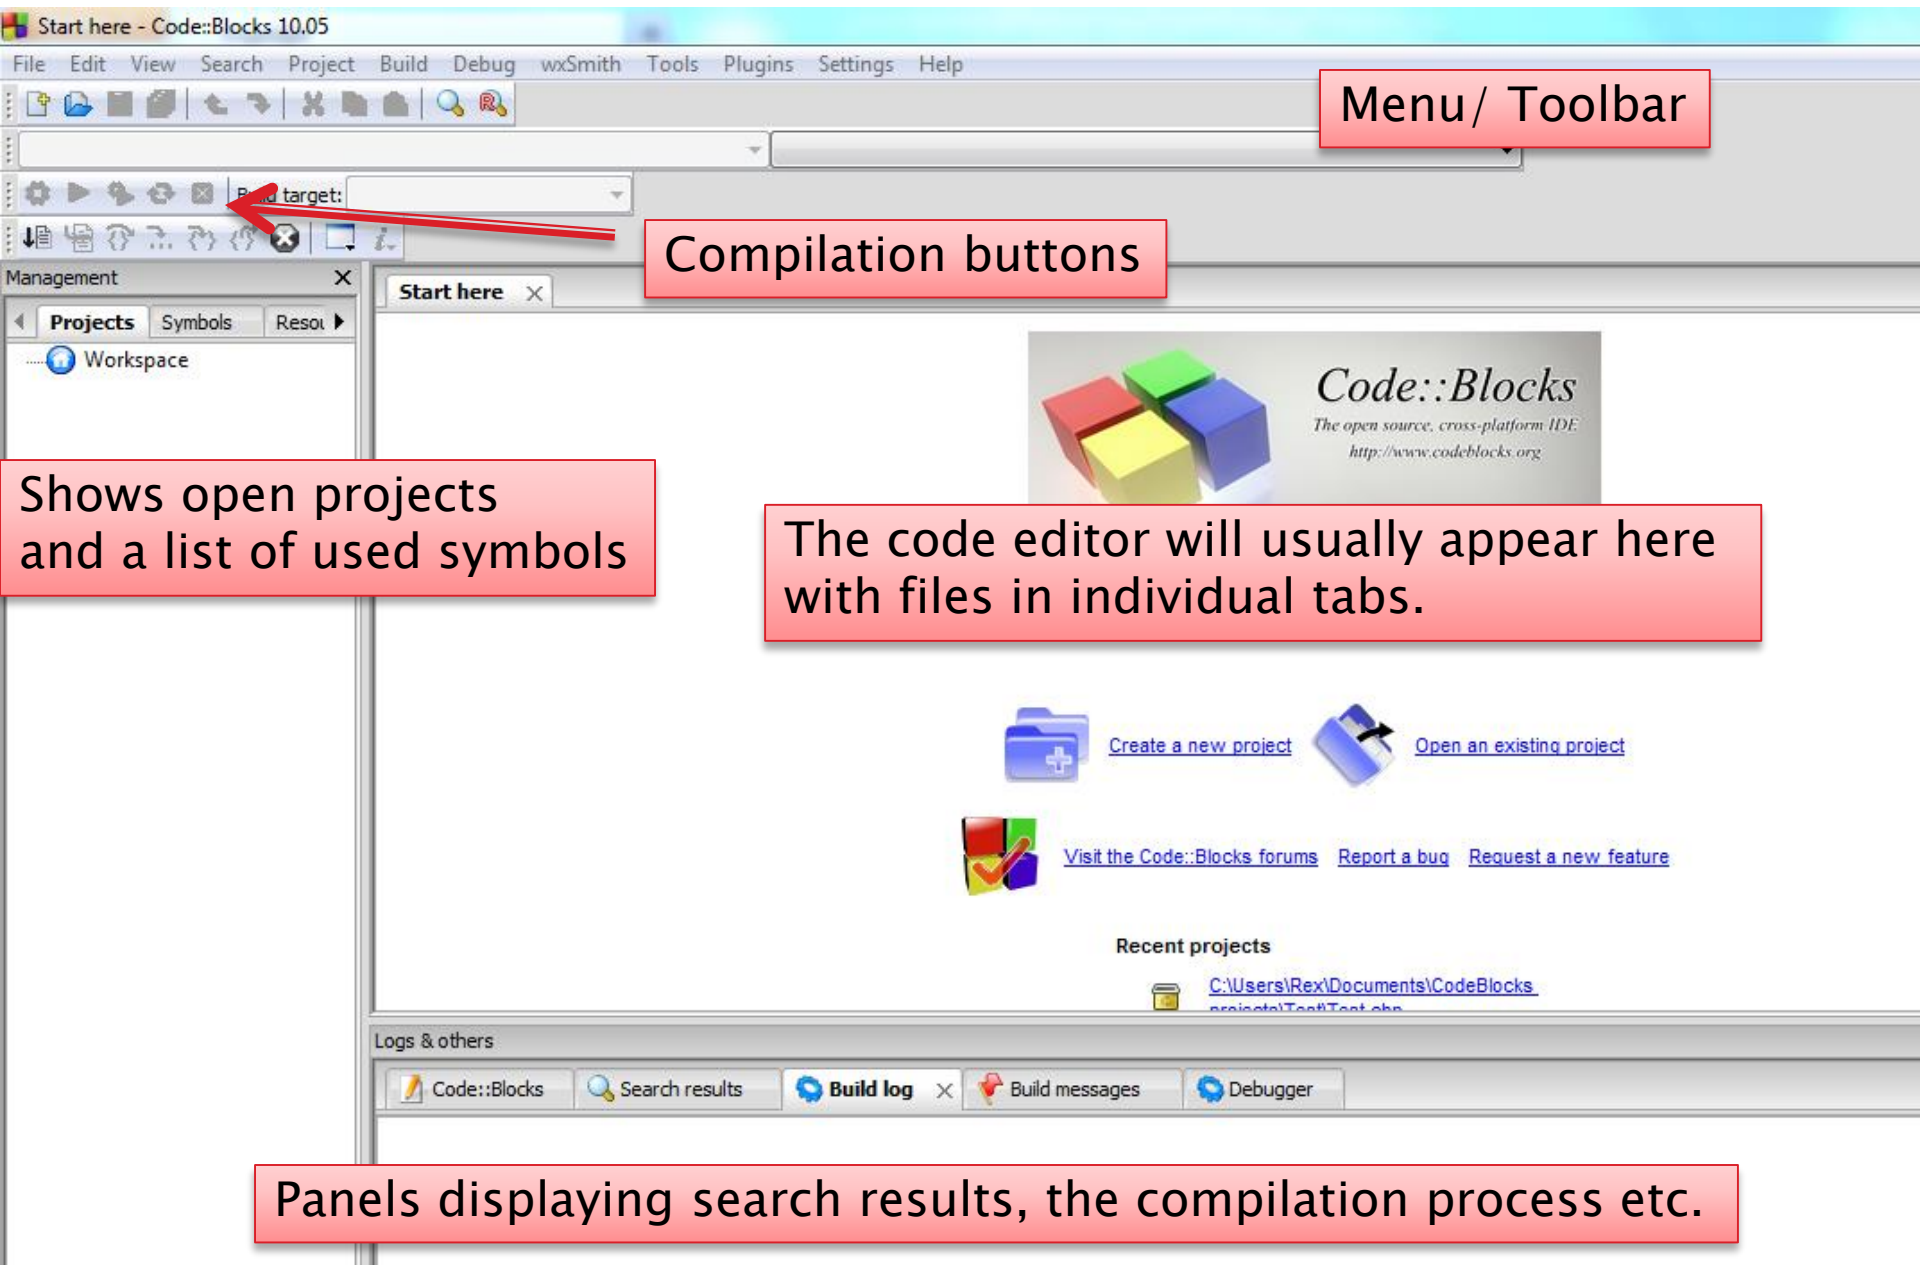 Start here - Code::Blocks 10.05
File Edit View Search Project Build Debug wxSmith Tools Plugins Settings Help
Menu/ Toolbar
Build target:
Compilation buttons
Management
Start here
Projects Symbols
Workspace
Code::Blocks
The open source, cross-platform IDE
http://www.codeblocks.org
Shows open projects
and a list of used symbols
The code editor will usually appear here
with files in individual tabs.
Create a new project Open an existing project
Visit the Code::Blocks forums Report a bug Request a new feature
Recent projects
C:\Users\Rex\Documents\CodeBlocks
projects\Test\Test.cbp
Logs & others
Code::Blocks Search results Build log Build messages Debugger
Panels displaying search results, the compilation process etc.